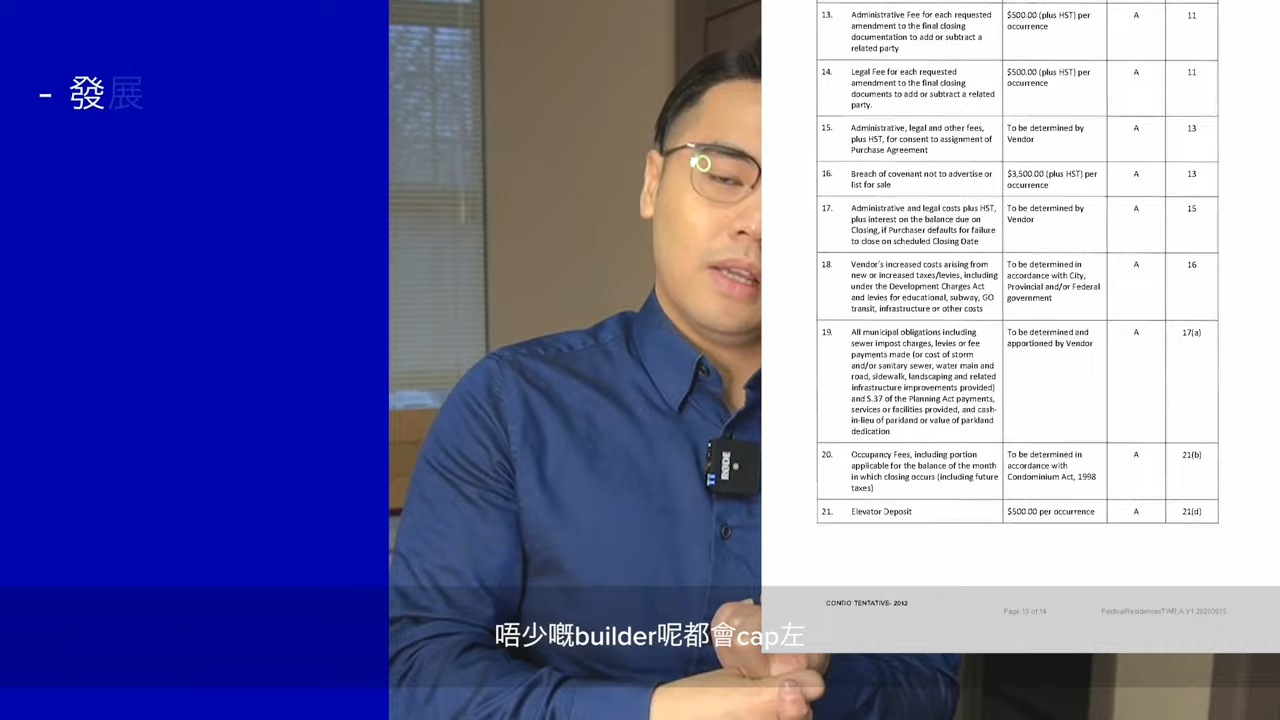 - 發展
13. Administrative Fee for each requested $500.00 (plus HST) per A 11
amendment to the final closing occurrence
documentation to add or subtract a
related party
14. Legal Fee for each requested $500.00 (plus HST) per A 11
amendment to the final closing occurrence
documents to add or subtract a related
party.
15. Administrative, legal and other fees, To be determined by A 13
plus HST, for consent to assignment of Vendor
Purchase Agreement
16. Breach of covenant not to advertise or $3,500.00 (plus HST) per A 13
list for sale occurrence
17. Administrative and legal costs plus HST, To be determined by A 15
plus interest on the balance due on Vendor
Closing, if Purchaser defaults for failure
to close on scheduled Closing Date
18. Vendor's increased costs arising from To be determined in A 16
new or increased taxes/levies, including accordance with City,
under the Development Charges Act Provincial and/or Federal
and levies for educational, subway, GO government
transit, infrastructure or other costs
19. All municipal obligations including To be determined and A 17(a)
sewer impost charges, levies or fee apportioned by Vendor
payments made (or cost of storm
and/or sanitary sewer, water main and
road, sidewalk, landscaping and related
infrastructure improvements provided)
and S.37 of the Planning Act payments,
services or facilities provided, and cash-
in-lieu of parkland or value of parkland
dedication
20. Occupancy Fees, including portion To be determined in A 21(b)
applicable for the balance of the month accordance with
in which closing occurs (including future Condominium Act, 1998
taxes)
21. Elevator Deposit $500.00 per occurrence A 21(d)
CONDO TENTATIVE- 2012
Page 13 of 14 FestivalResidencesTWR A V1 20200915
RODE
唔少嘅builder呢都會cap左